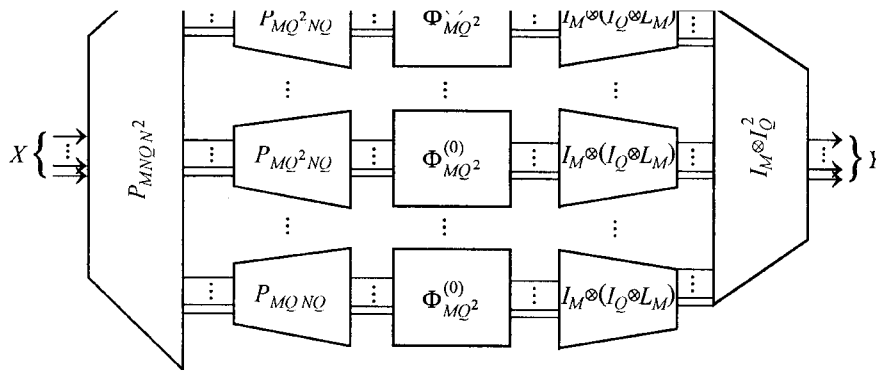 P_{MQ^2NQ} Φ_{MQ^2} I_M⊗(I_Q⊗L_M)
X P_{MNQN^2} P_{MQ^2NQ} Φ^{(0)}_{MQ^2} I_M⊗(I_Q⊗L_M) I_M⊗I_Q^2
P_{MQNQ} Φ^{(0)}_{MQ^2} I_M⊗(I_Q⊗L_M)